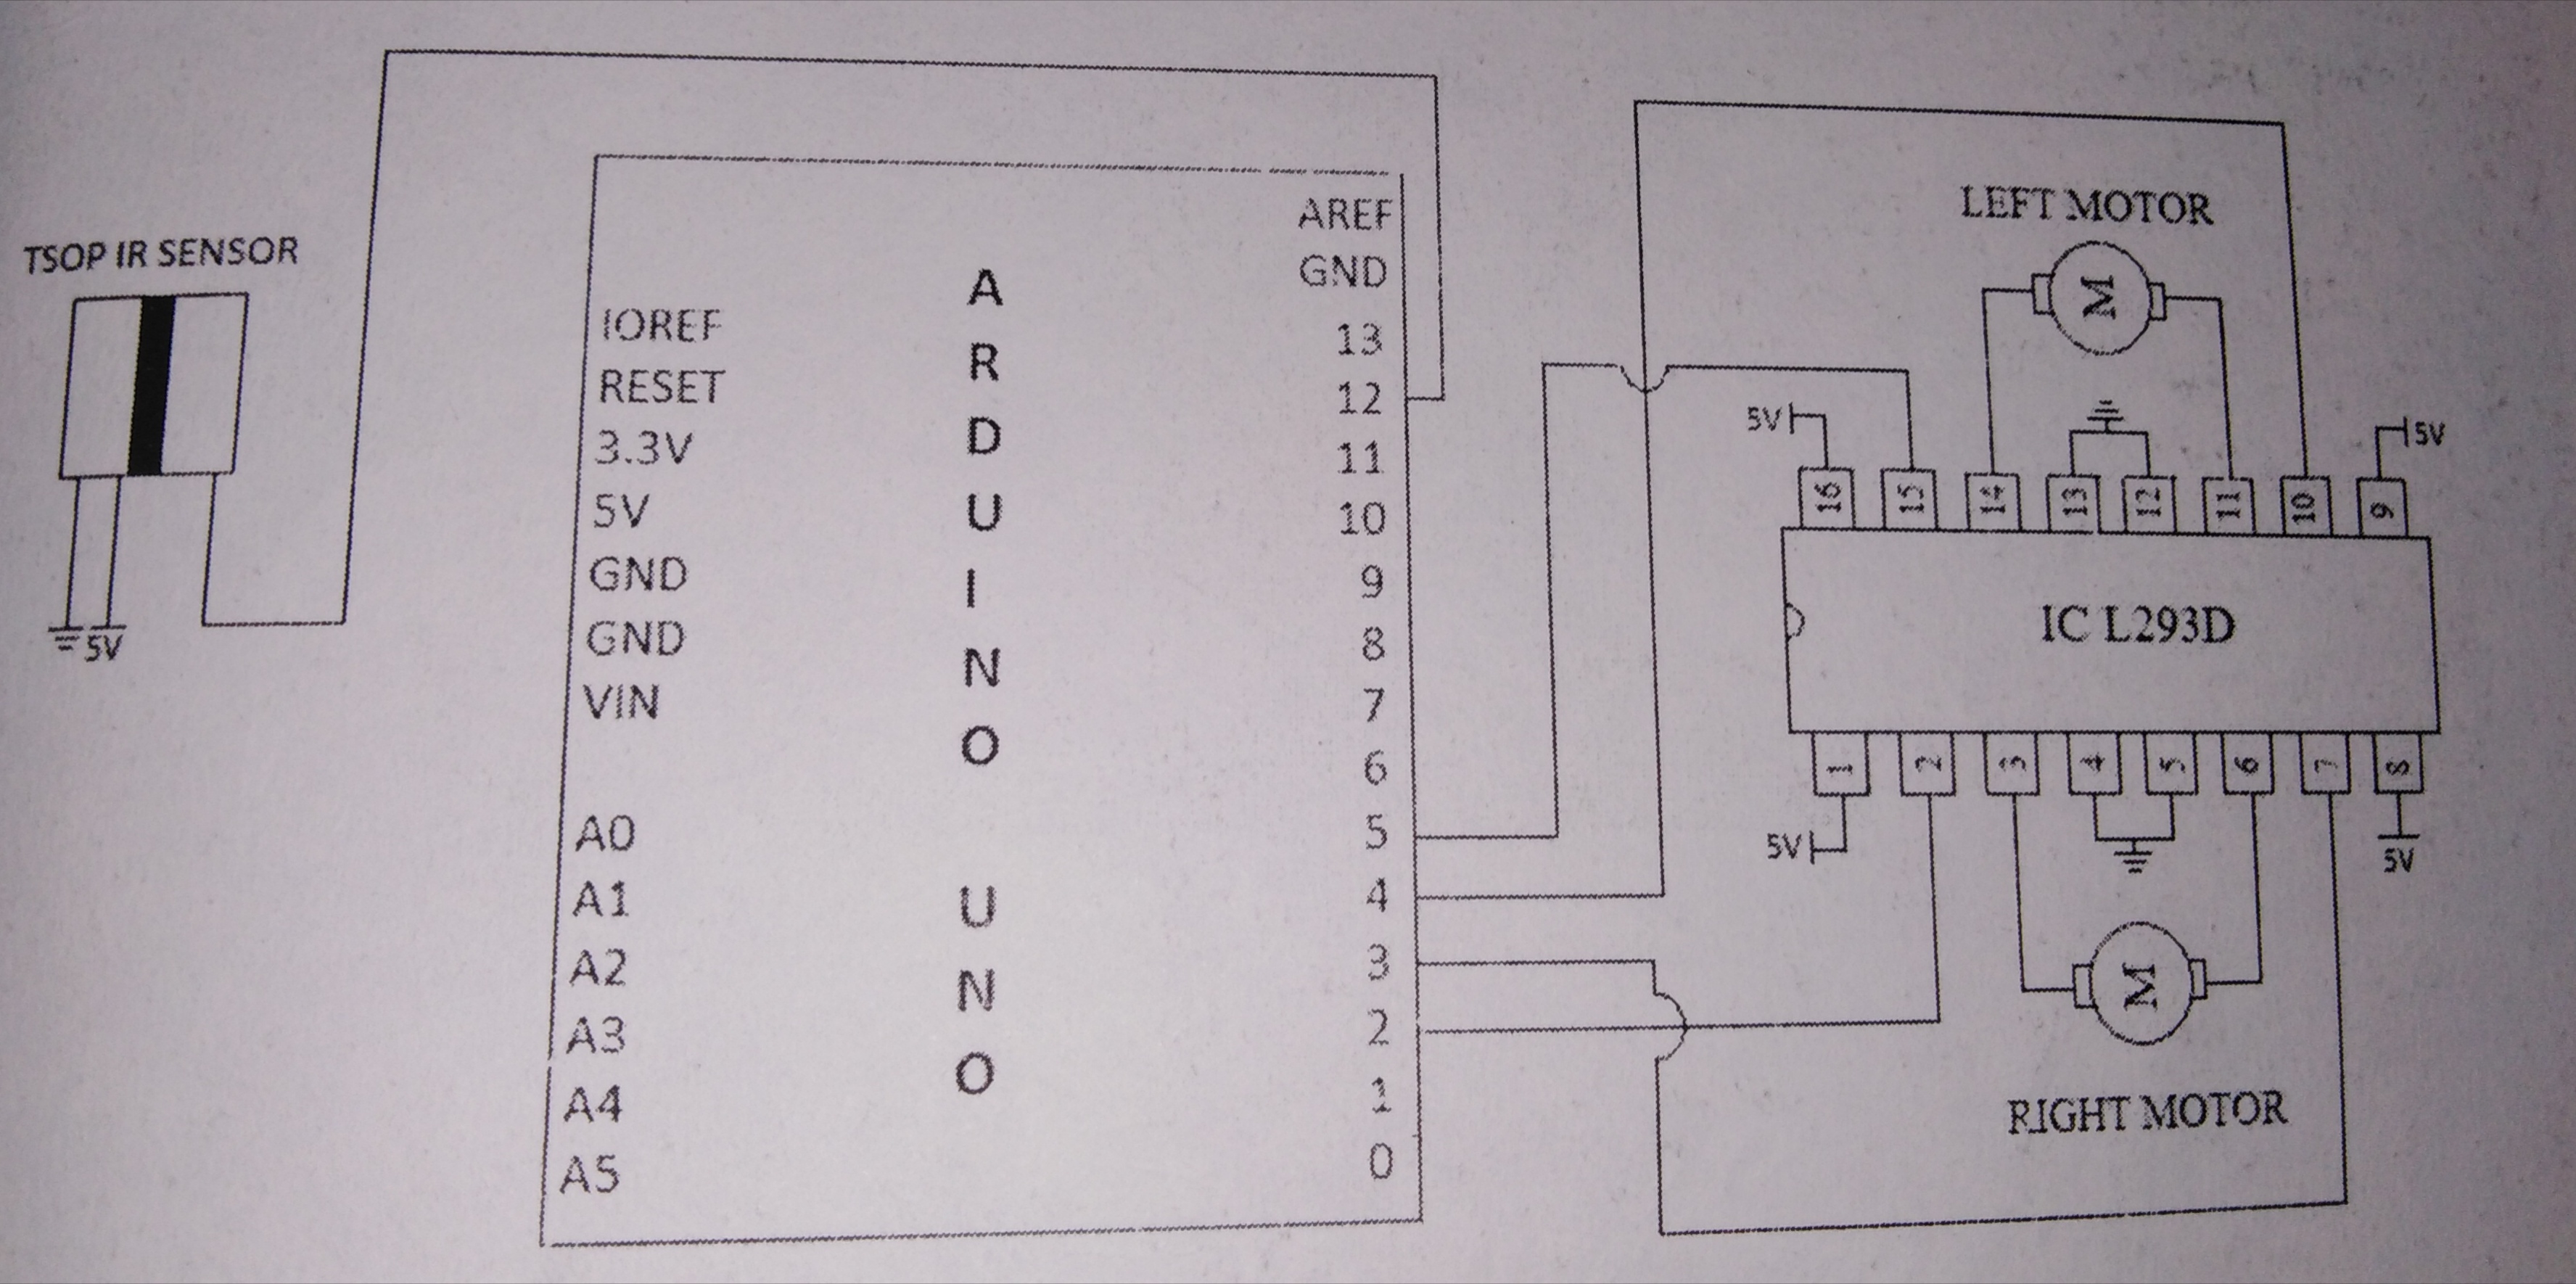 TSOP IR SENSOR
5V
ARDUINO UNO
IOREF
RESET
3.3V
5V
GND
GND
VIN
A0
A1
A2
A3
A4
A5
AREF
GND
13
12
11
10
9
8
7
6
5
4
3
2
1
0
LEFT MOTOR
M
5V
5V
16 15 14 13 12 11 10 9
IC L293D
1 2 3 4 5 6 7 8
5V
5V
M
RIGHT MOTOR